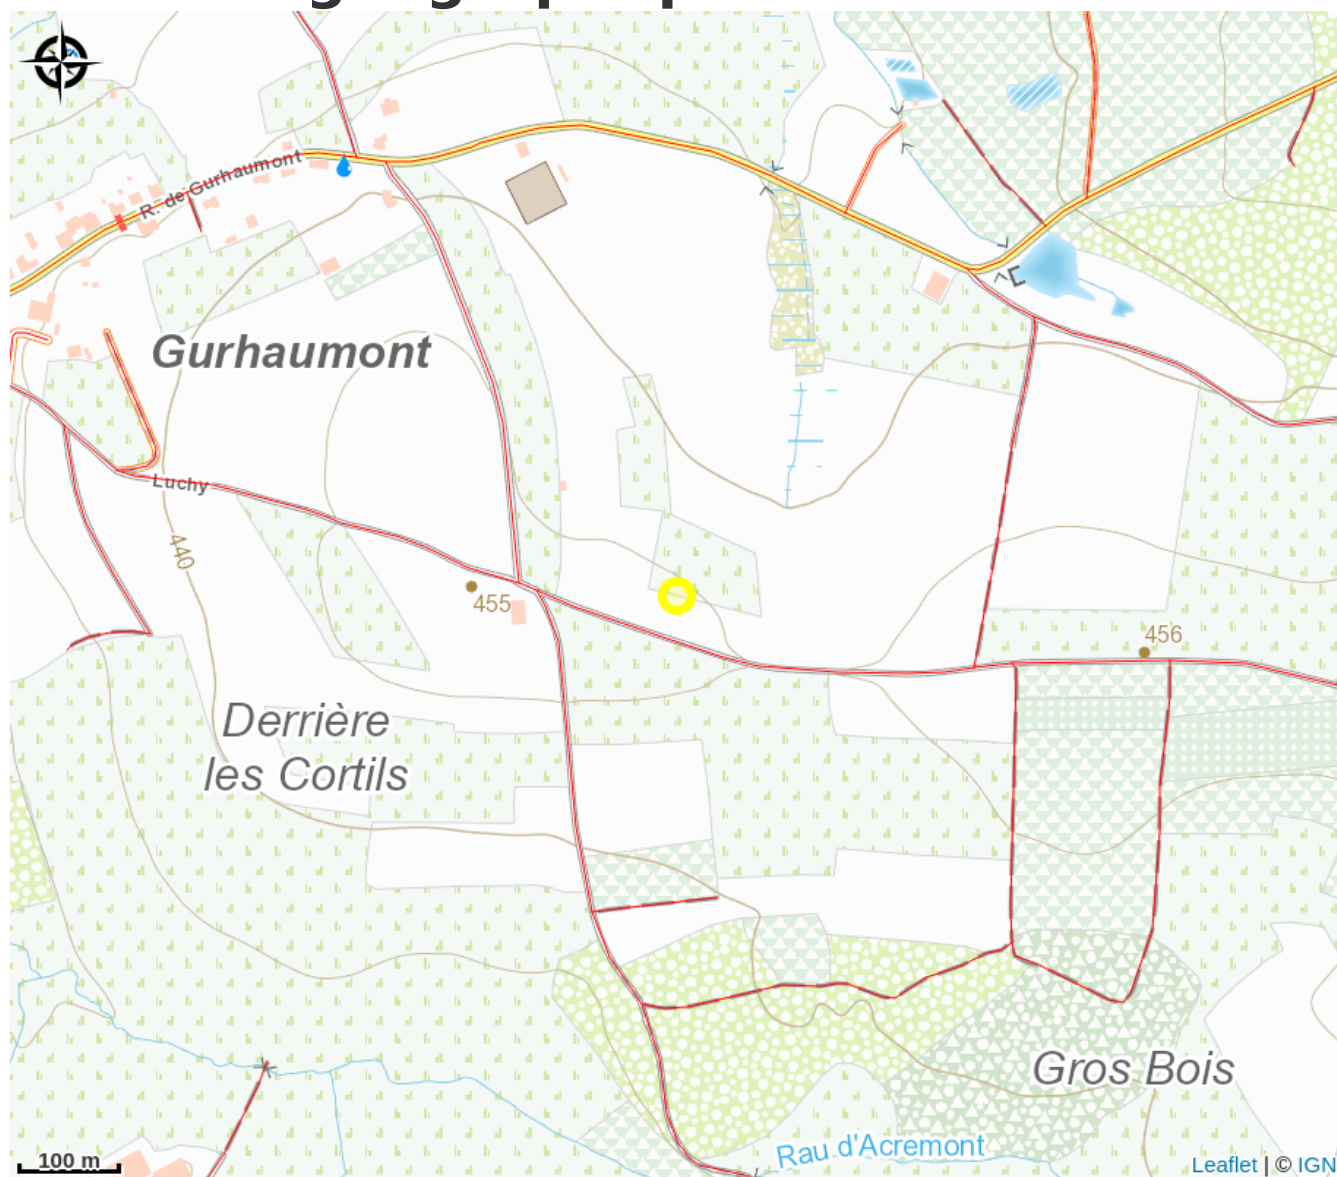 R. de Gurhaumont
Gurhaumont
Luchy
440
455
456
Derrière
les Cortils
Gros Bois
Rau d'Acremont
100 m
Leaflet | © IGN